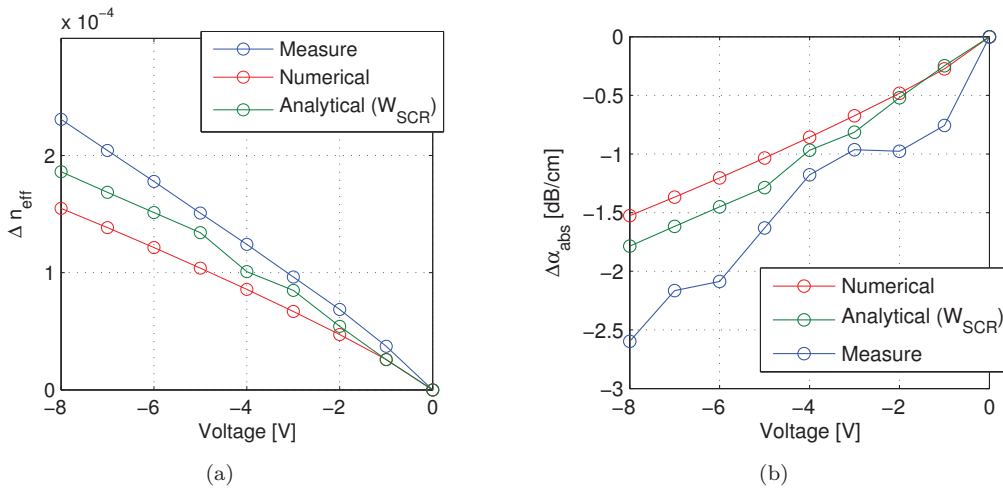 x 10⁻⁴
Measure
Numerical
Analytical (W_SCR)
2
1
0
Δ n_eff
−8 −6 −4 −2 0
Voltage [V]
(a)
0
−0.5
−1
−1.5
−2
−2.5
−3
Δα_abs [dB/cm]
Numerical
Analytical (W_SCR)
Measure
−8 −6 −4 −2 0
Voltage [V]
(b)